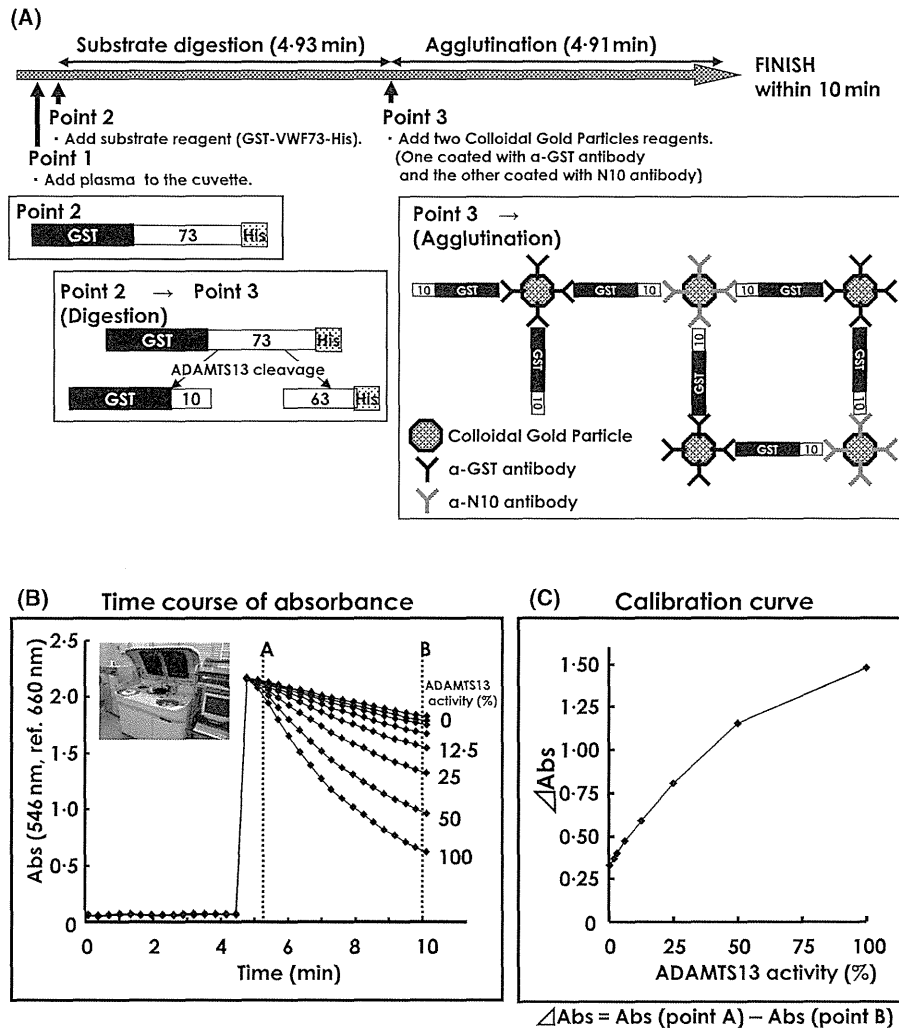 (A)
Substrate digestion (4·93 min)
Agglutination (4·91 min)
FINISH
within 10 min
Point 2
· Add substrate reagent (GST-VWF73-His).
Point 1
· Add plasma to the cuvette.
Point 3
· Add two Colloidal Gold Particles reagents.
(One coated with α-GST antibody
and the other coated with N10 antibody)
Point 2
GST 73 His
Point 2 → Point 3
(Digestion)
GST 73 His
ADAMTS13 cleavage
GST 10 63 His
Point 3 →
(Agglutination)
10 GST GST 10 10 GST
GST 10
10 GST
GST 10
GST 10
Colloidal Gold Particle
α-GST antibody
α-N10 antibody
(B) Time course of absorbance
Abs (546 nm, ref. 660 nm)
2·5
2·0
1·5
1·0
0·5
0
A
B
ADAMTS13
activity (%)
0
12·5
25
50
100
0 2 4 6 8 10
Time (min)
(C) Calibration curve
⊿Abs
1·50
1·25
1·00
0·75
0·50
0·25
0
0 25 50 75 100
ADAMTS13 activity (%)
⊿Abs = Abs (point A) − Abs (point B)